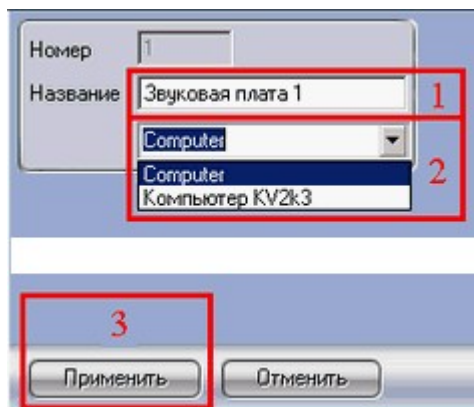 Номер 1
Название Звуковая плата 1 1
Computer
Computer 2
Компьютер KV2k3
3
Применить Отменить